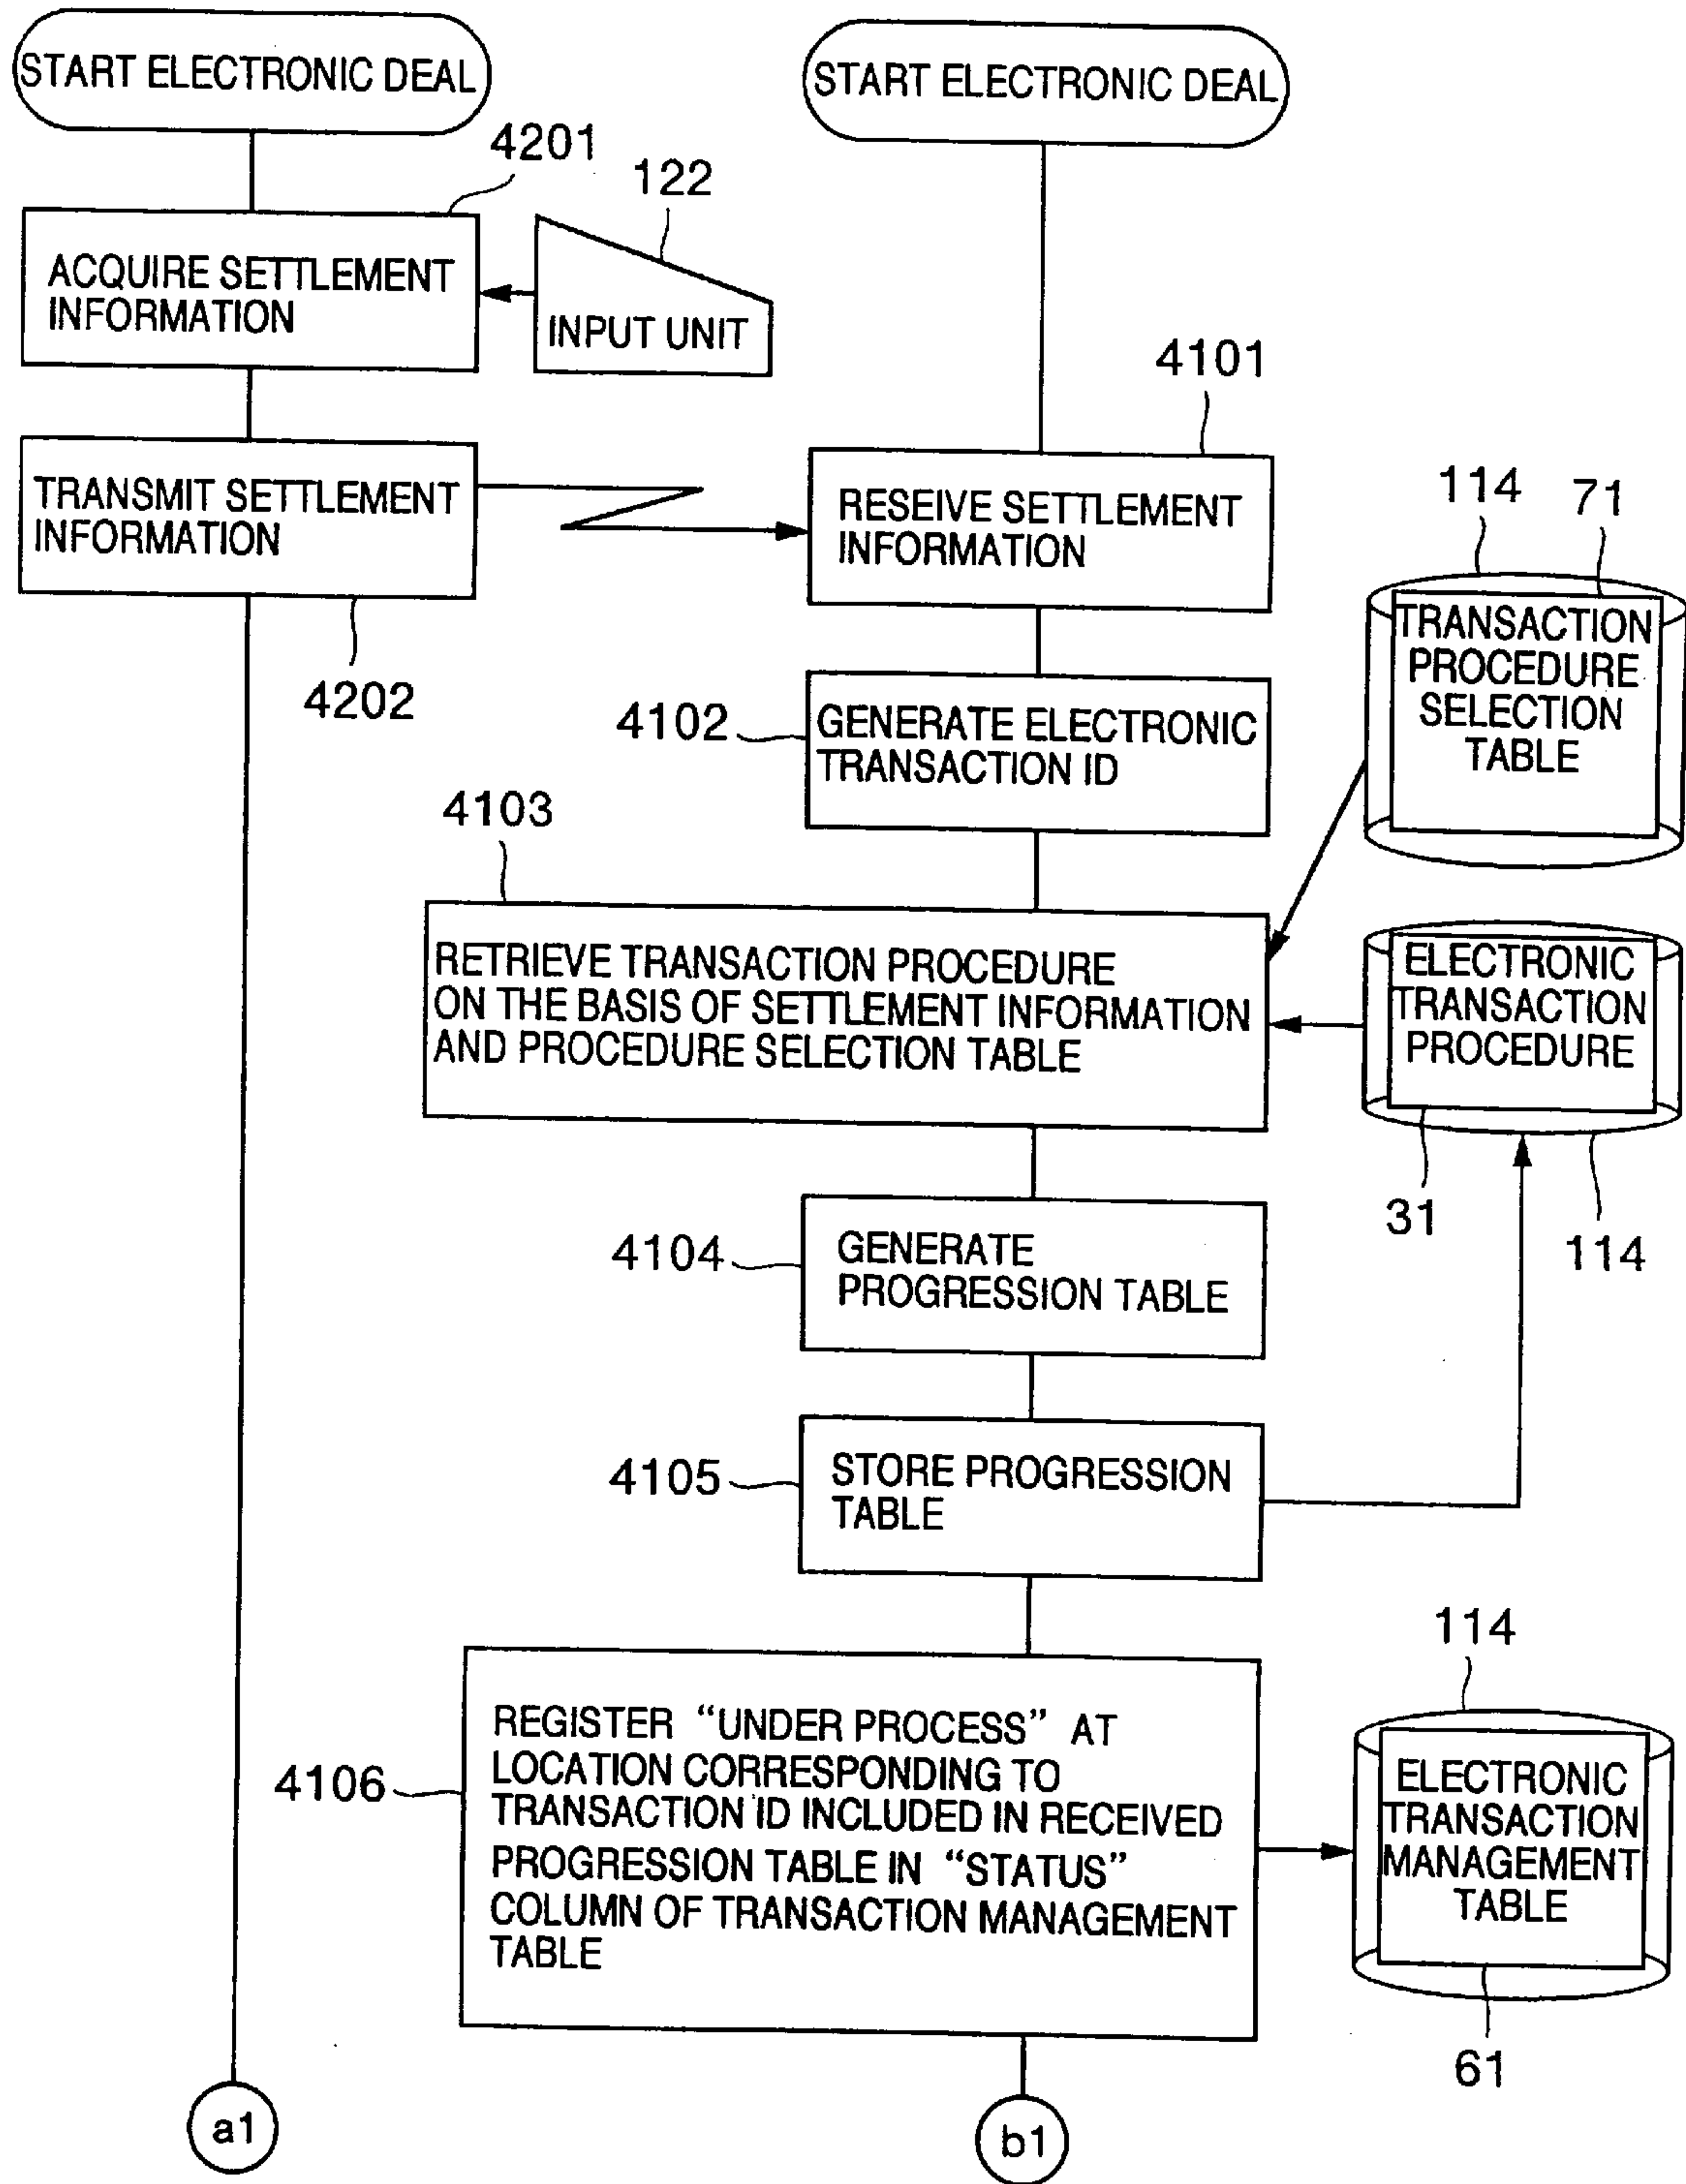 START ELECTRONIC DEAL
START ELECTRONIC DEAL
4201
122
ACQUIRE SETTLEMENT
INFORMATION
INPUT UNIT
4101
TRANSMIT SETTLEMENT
INFORMATION
RESEIVE SETTLEMENT
INFORMATION
4202
114
71
TRANSACTION
PROCEDURE
SELECTION
TABLE
4102
GENERATE ELECTRONIC
TRANSACTION ID
4103
RETRIEVE TRANSACTION PROCEDURE
ON THE BASIS OF SETTLEMENT INFORMATION
AND PROCEDURE SELECTION TABLE
ELECTRONIC
TRANSACTION
PROCEDURE
31
114
4104
GENERATE
PROGRESSION TABLE
4105
STORE PROGRESSION
TABLE
114
4106
REGISTER “UNDER PROCESS” AT
LOCATION CORRESPONDING TO
TRANSACTION ID INCLUDED IN RECEIVED
PROGRESSION TABLE IN “STATUS”
COLUMN OF TRANSACTION MANAGEMENT
TABLE
ELECTRONIC
TRANSACTION
MANAGEMENT
TABLE
61
a1
b1